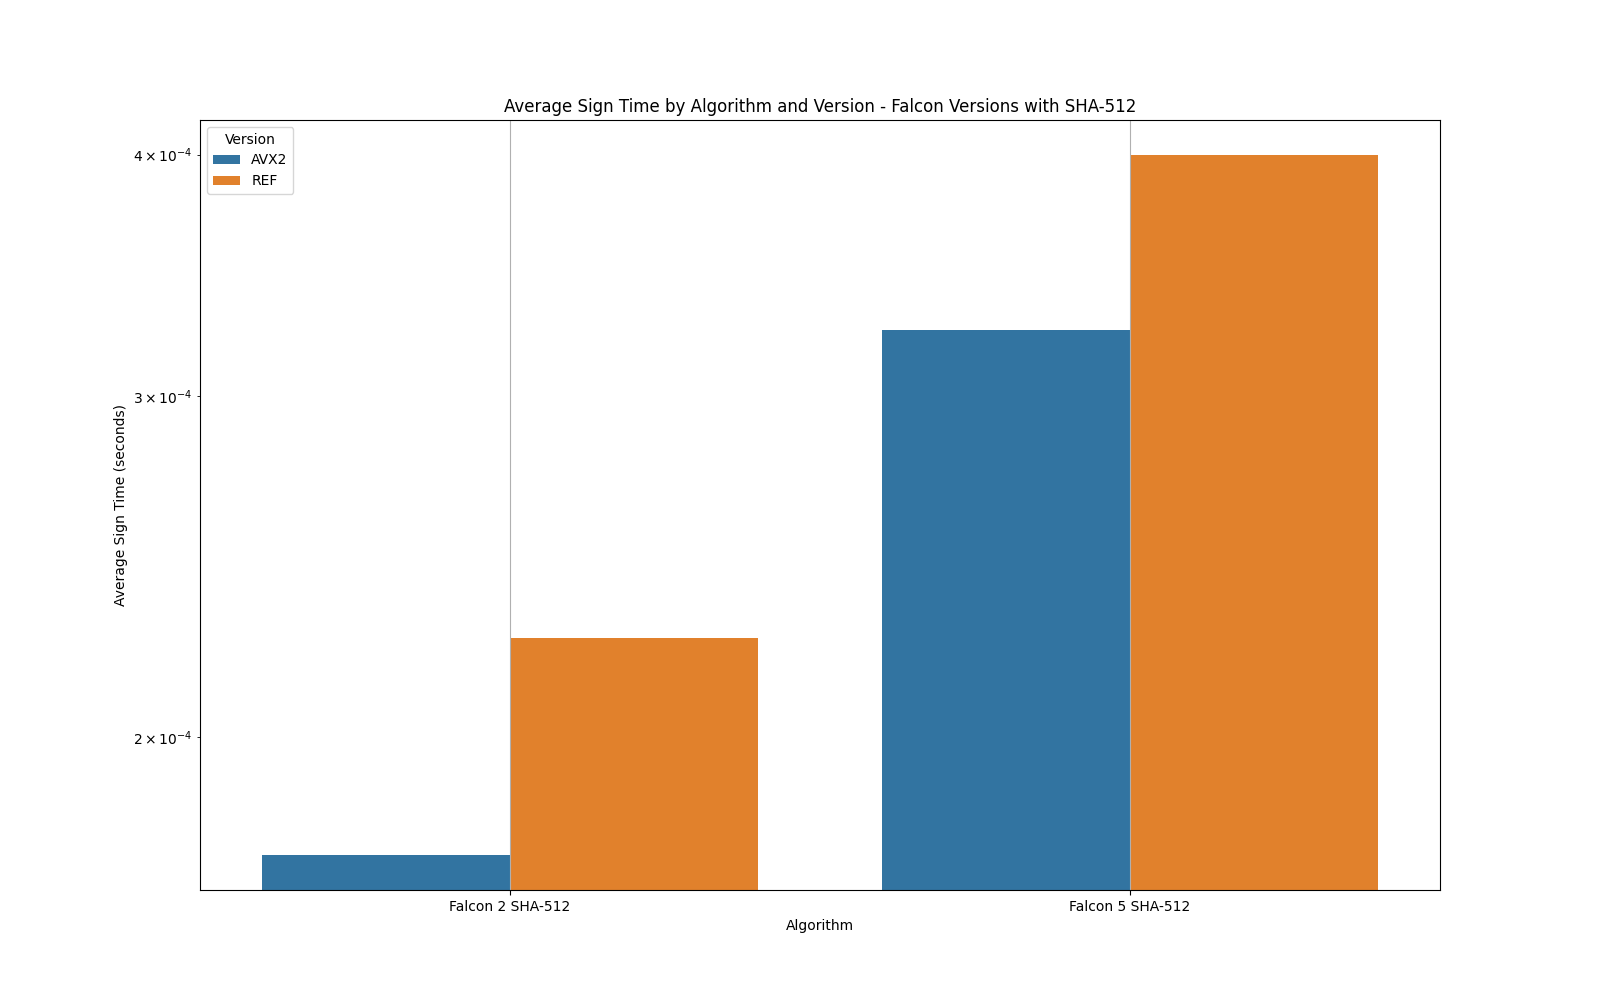 Average Sign Time by Algorithm and Version - Falcon Versions with SHA-512
Version
AVX2
REF
4 × 10⁻⁴
3 × 10⁻⁴
2 × 10⁻⁴
Average Sign Time (seconds)
Falcon 2 SHA-512
Falcon 5 SHA-512
Algorithm